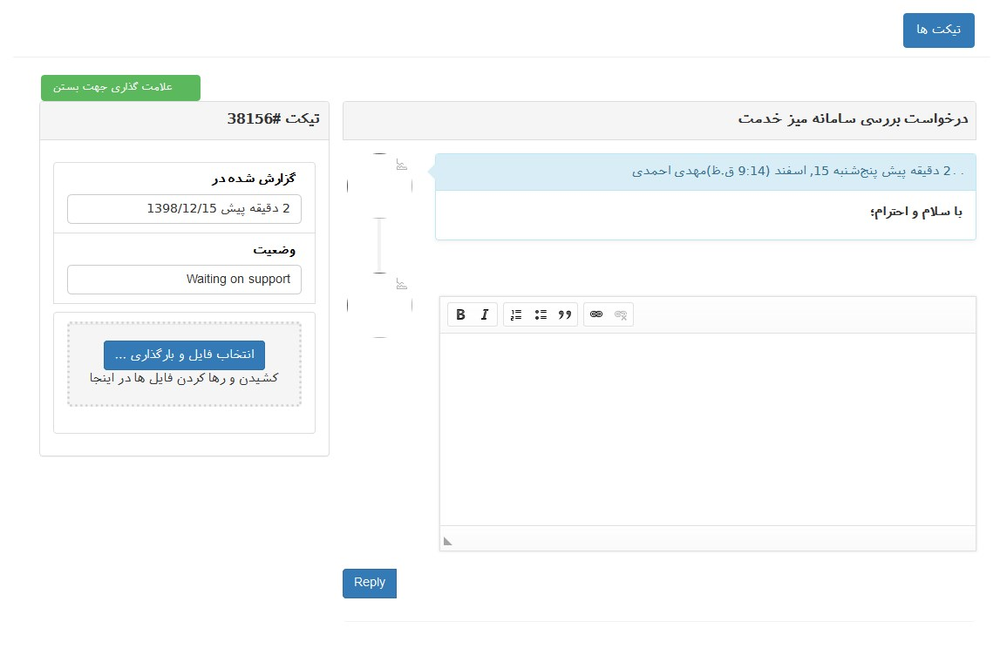 تیکت ها
علامت گذاری جهت بستن
درخواست بررسی سامانه میز خدمت
. . 2 دقیقه پیش پنج‌شنبه 15, اسفند (9:14 ق.ظ)مهدی احمدی
با سلام و احترام؛
Reply
تیکت #38156
گزارش شده در
2 دقیقه پیش 1398/12/15
وضعیت
Waiting on support
انتخاب فایل و بارگذاری ...
کشیدن و رها کردن فایل ها در اینجا